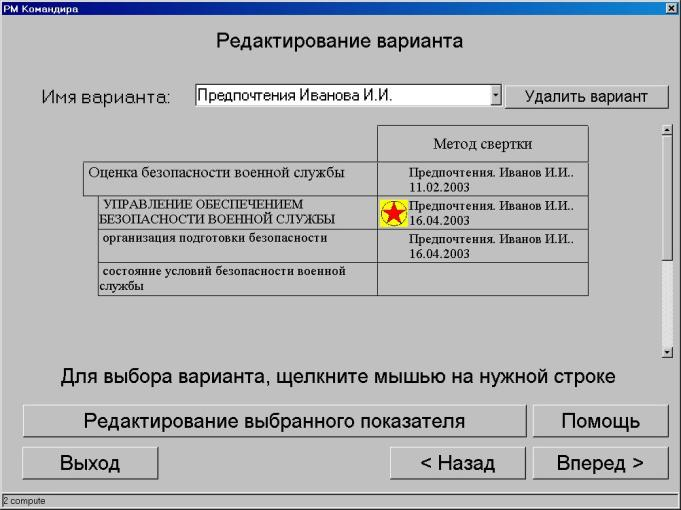 РМ Командира
Редактирование варианта
Имя варианта: Предпочтения Иванова И.И. Удалить вариант
Метод свертки
Оценка безопасности военной службы
Предпочтения. Иванов И.И..
11.02.2003
УПРАВЛЕНИЕ ОБЕСПЕЧЕНИЕМ
БЕЗОПАСНОСТИ ВОЕННОЙ СЛУЖБЫ
Предпочтения. Иванов И.И..
16.04.2003
организация подготовки безопасности
Предпочтения. Иванов И.И..
16.04.2003
состояние условий безопасности военной
службы
Для выбора варианта, щелкните мышью на нужной строке
Редактирование выбранного показателя Помощь
Выход < Назад Вперед >
2 compute